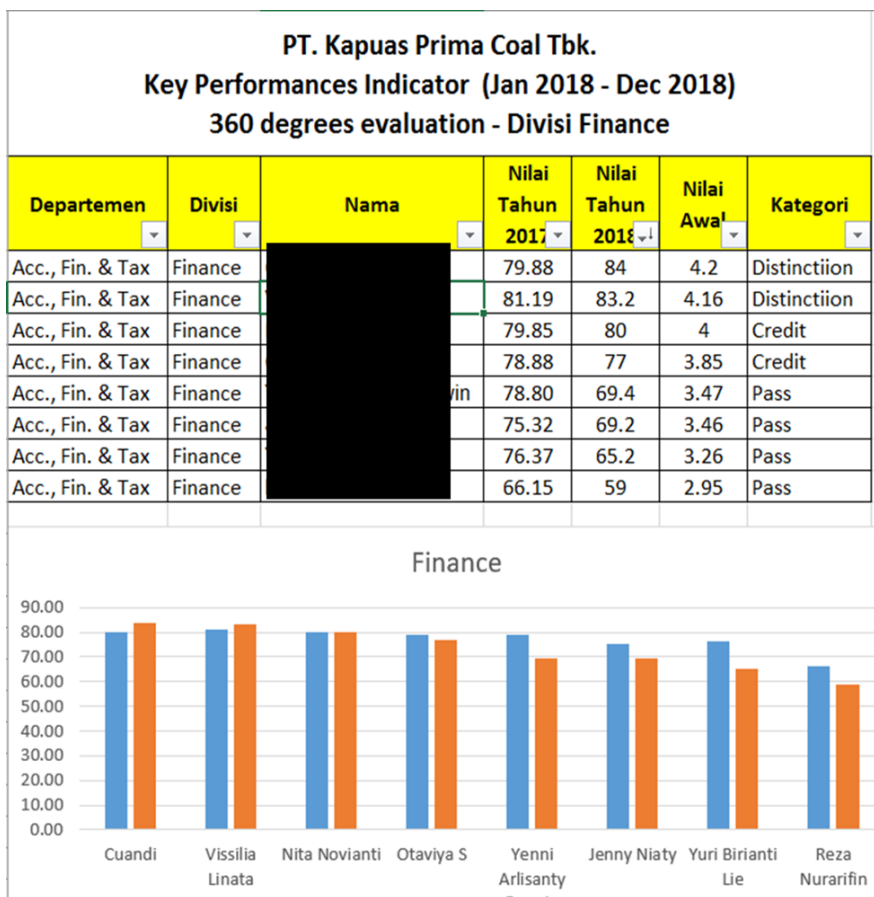 PT. Kapuas Prima Coal Tbk.
Key Performances Indicator (Jan 2018 - Dec 2018)
360 degrees evaluation - Divisi Finance
Departemen Divisi Nama Nilai Tahun 2017 Nilai Tahun 2018 Nilai Awal Kategori
Acc., Fin. & Tax Finance 79.88 84 4.2 Distinctiion
Acc., Fin. & Tax Finance 81.19 83.2 4.16 Distinctiion
Acc., Fin. & Tax Finance 79.85 80 4 Credit
Acc., Fin. & Tax Finance 78.88 77 3.85 Credit
Acc., Fin. & Tax Finance 78.80 69.4 3.47 Pass
Acc., Fin. & Tax Finance 75.32 69.2 3.46 Pass
Acc., Fin. & Tax Finance 76.37 65.2 3.26 Pass
Acc., Fin. & Tax Finance 66.15 59 2.95 Pass
Finance
90.00
80.00
70.00
60.00
50.00
40.00
30.00
20.00
10.00
0.00
Cuandi Vissilia Nita Novianti Otaviya S Yenni Jenny Niaty Yuri Birianti Reza
Linata Arlisanty Lie Nurarifin